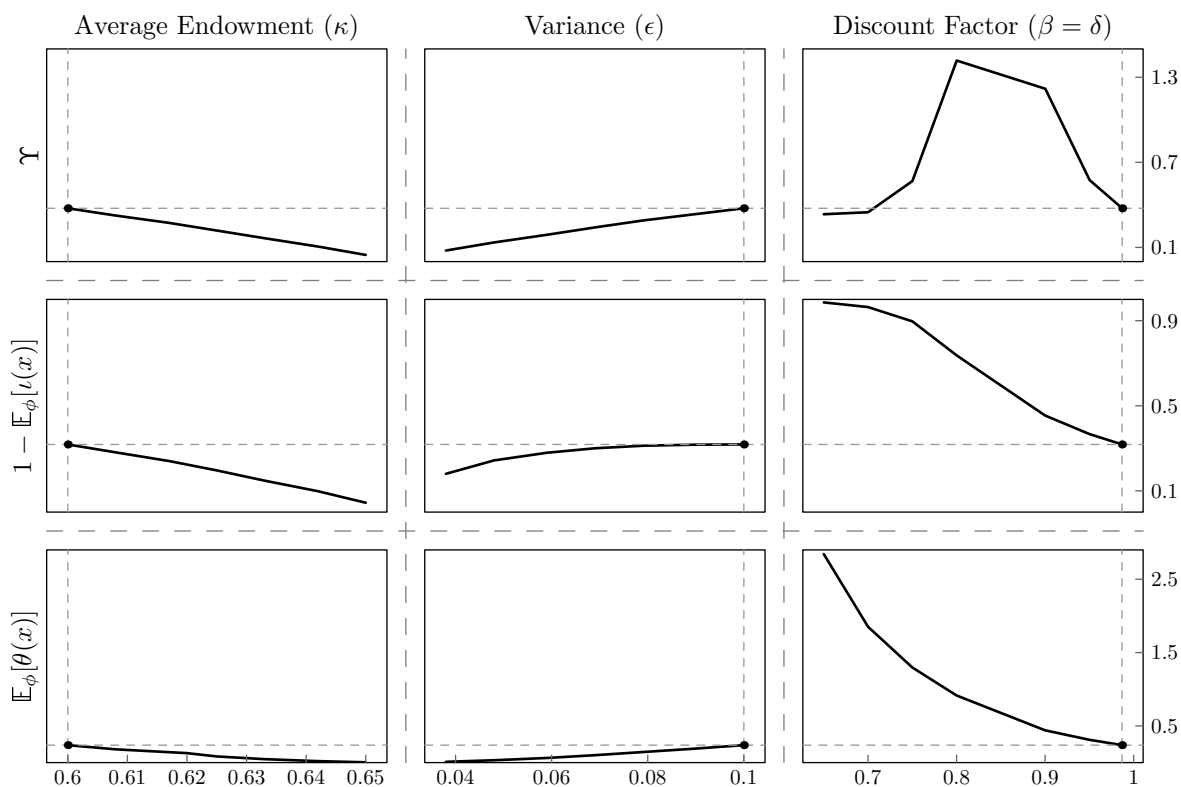 Average Endowment (κ) Variance (ϵ) Discount Factor (β = δ)
ϒ
1.3
0.7
0.1
1 − 𝔼ϕ[ι(x)]
0.9
0.5
0.1
𝔼ϕ[θ(x)]
2.5
1.5
0.5
0.6 0.61 0.62 0.63 0.64 0.65 0.04 0.06 0.08 0.1 0.7 0.8 0.9 1